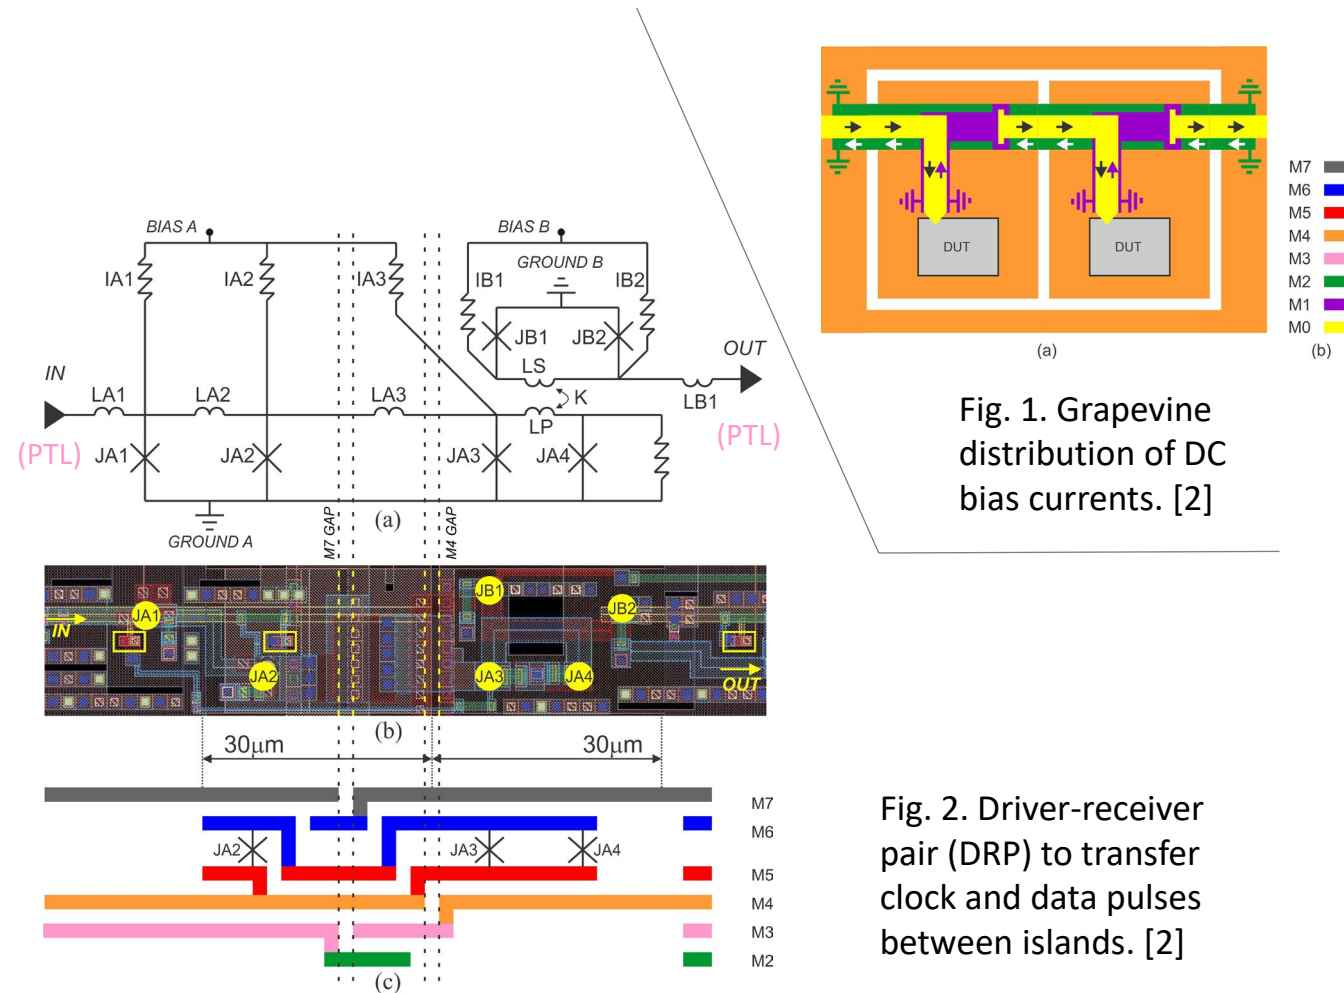 BIAS A
IA1
IA2
IA3
BIAS B
GROUND B
IB1
IB2
JB1
JB2
IN
(PTL)
LA1
LA2
LA3
LS
K
LP
LB1
OUT
(PTL)
JA1
JA2
JA3
JA4
GROUND A
(a)
M7 GAP
M4 GAP
IN
JA1
JA2
JB1
JB2
JA3
JA4
OUT
(b)
30μm
30μm
M7
M6
JA2
JA3
JA4
M5
M4
M3
M2
(c)
DUT
DUT
(a)
M7
M6
M5
M4
M3
M2
M1
M0
(b)
Fig. 1. Grapevine
distribution of DC
bias currents. [2]
Fig. 2. Driver-receiver
pair (DRP) to transfer
clock and data pulses
between islands. [2]